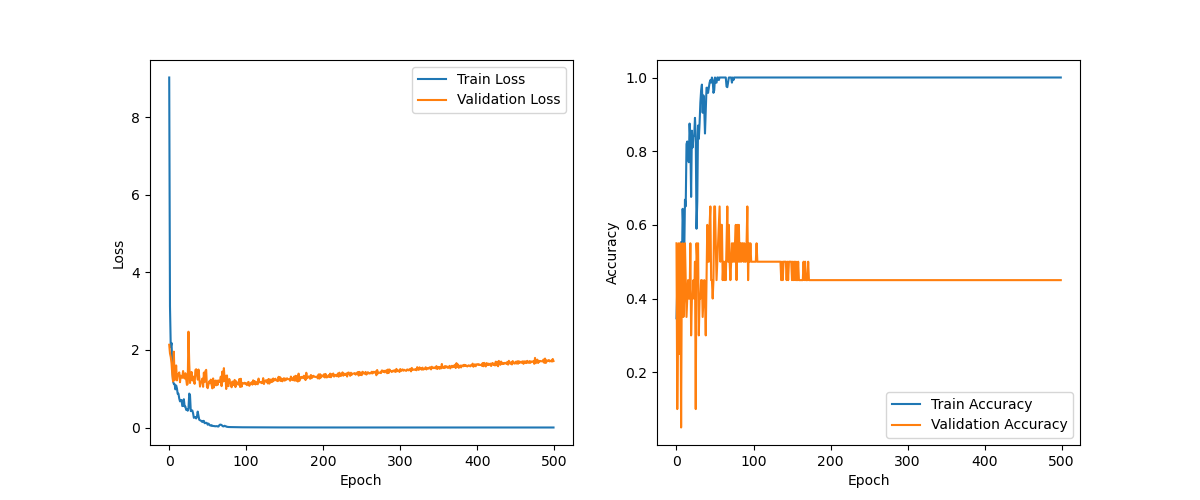 Train Loss
Validation Loss
8
6
4
2
0
0 100 200 300 400 500
Epoch
Loss
1.0
0.8
0.6
0.4
0.2
0 100 200 300 400 500
Epoch
Accuracy
Train Accuracy
Validation Accuracy